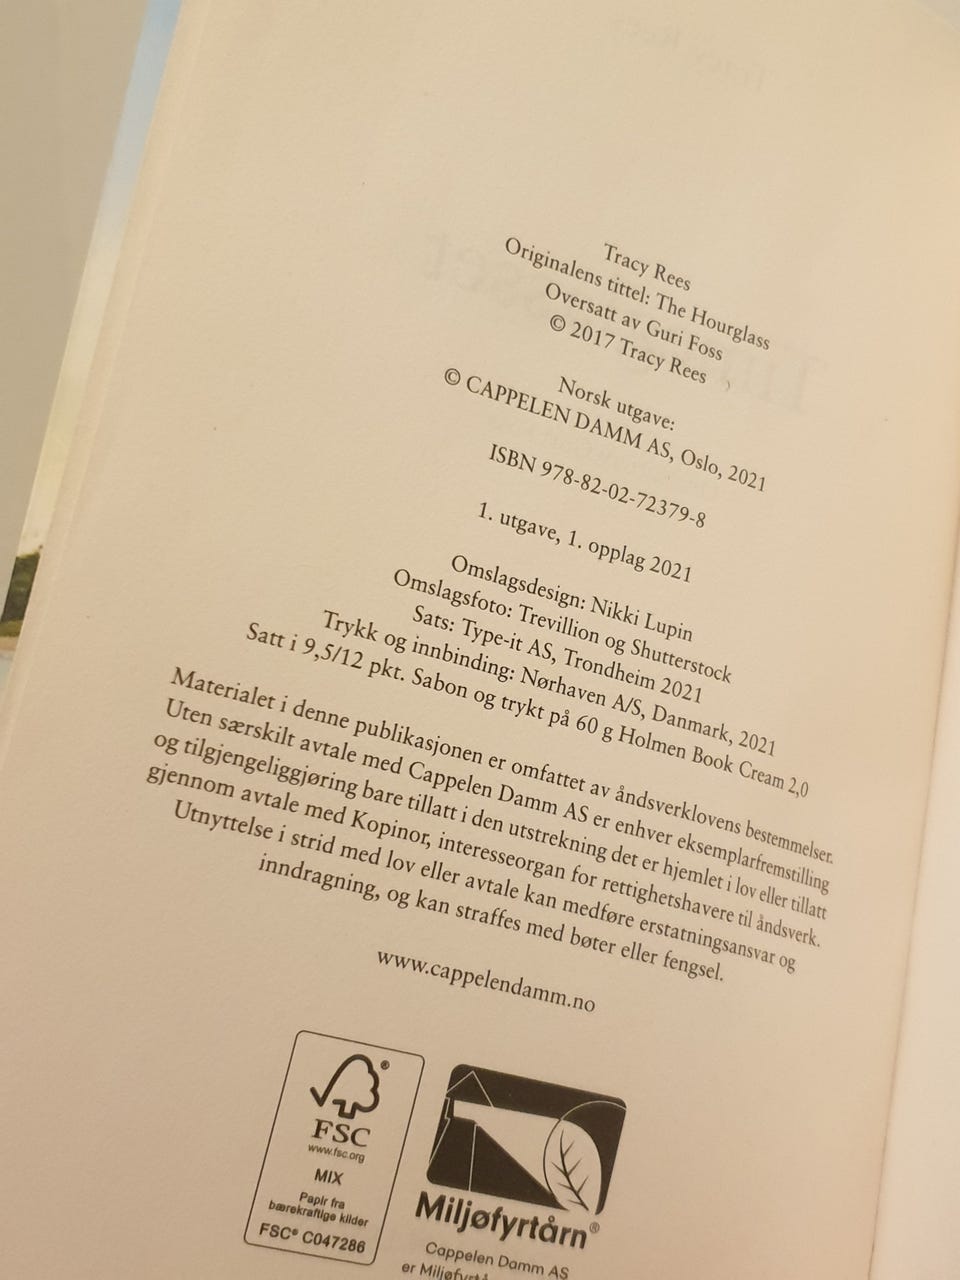 Tracy Rees
Originalens tittel: The Hourglass
Oversatt av Guri Foss
© 2017 Tracy Rees
Norsk utgave:
© CAPPELEN DAMM AS, Oslo, 2021
ISBN 978-82-02-72379-8
1. utgave, 1. opplag 2021
Omslagsdesign: Nikki Lupin
Omslagsfoto: Trevillion og Shutterstock
Sats: Type-it AS, Trondheim 2021
Trykk og innbinding: Nørhaven A/S, Danmark, 2021
Satt i 9,5/12 pkt. Sabon og trykt på 60 g Holmen Book Cream 2,0
Materialet i denne publikasjonen er omfattet av åndsverklovens bestemmelser.
Uten særskilt avtale med Cappelen Damm AS er enhver eksemplarfremstilling
og tilgjengeliggjøring bare tillatt i den utstrekning det er hjemlet i lov eller tillatt
gjennom avtale med Kopinor, interesseorgan for rettighetshavere til åndsverk.
Utnyttelse i strid med lov eller avtale kan medføre erstatningsansvar og
inndragning, og kan straffes med bøter eller fengsel.
www.cappelendamm.no
®
FSC
www.fsc.org
MIX
Papir fra
bærekraftige kilder
FSC® C047286
Miljøfyrtårn®
Cappelen Damm AS
er